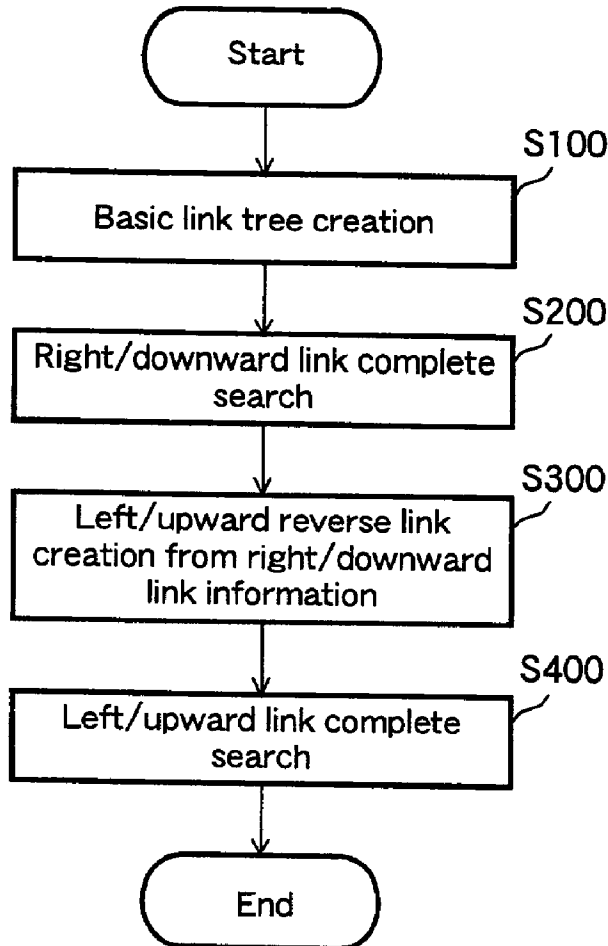 Start
S100
Basic link tree creation
S200
Right/downward link complete
search
S300
Left/upward reverse link
creation from right/downward
link information
S400
Left/upward link complete
search
End